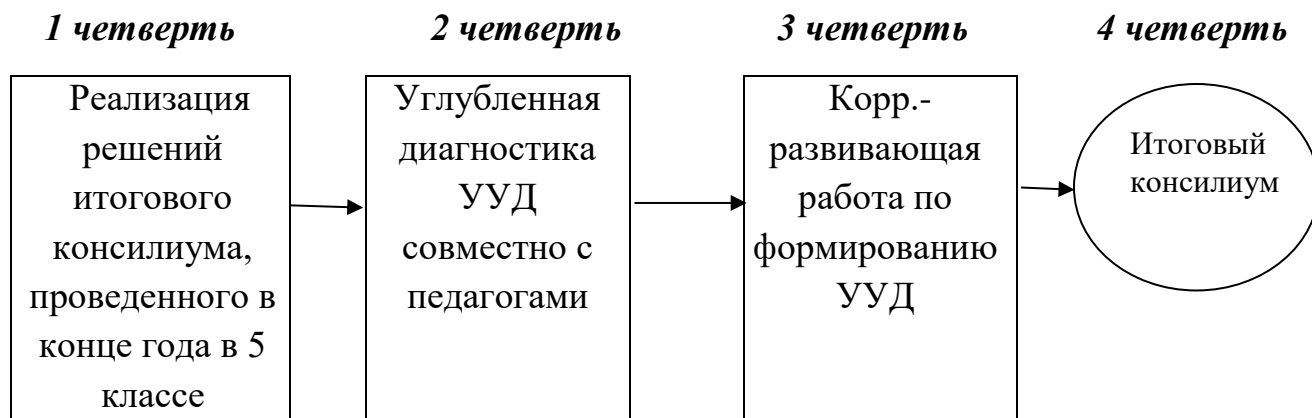 1 четверть
2 четверть
3 четверть
4 четверть
Реализация
решений
итогового
консилиума,
проведенного в
конце года в 5
классе
Углубленная
диагностика
УУД
совместно с
педагогами
Корр.-
развивающая
работа по
формированию
УУД
Итоговый
консилиум